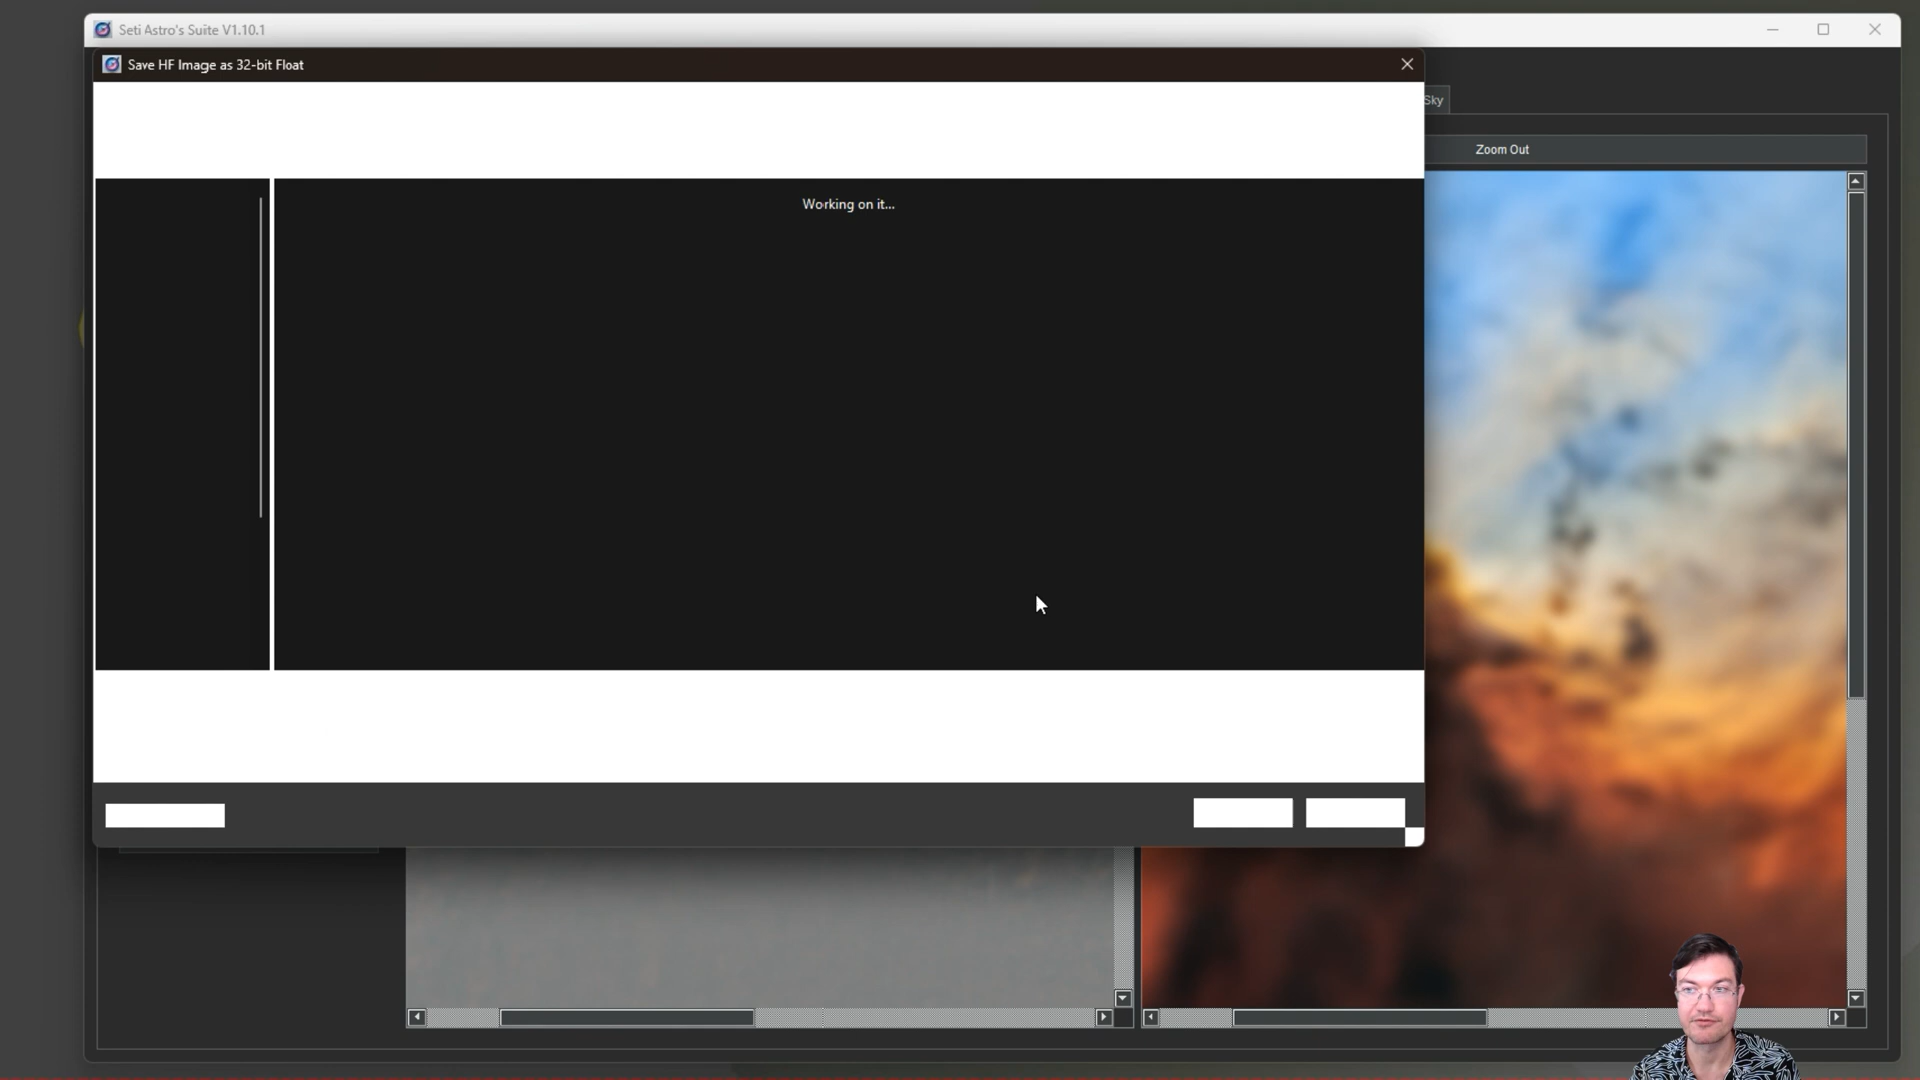 Seti Astro's Suite V1.10.1
Save HF Image as 32-bit Float
Sky
Zoom Out
Working on it...